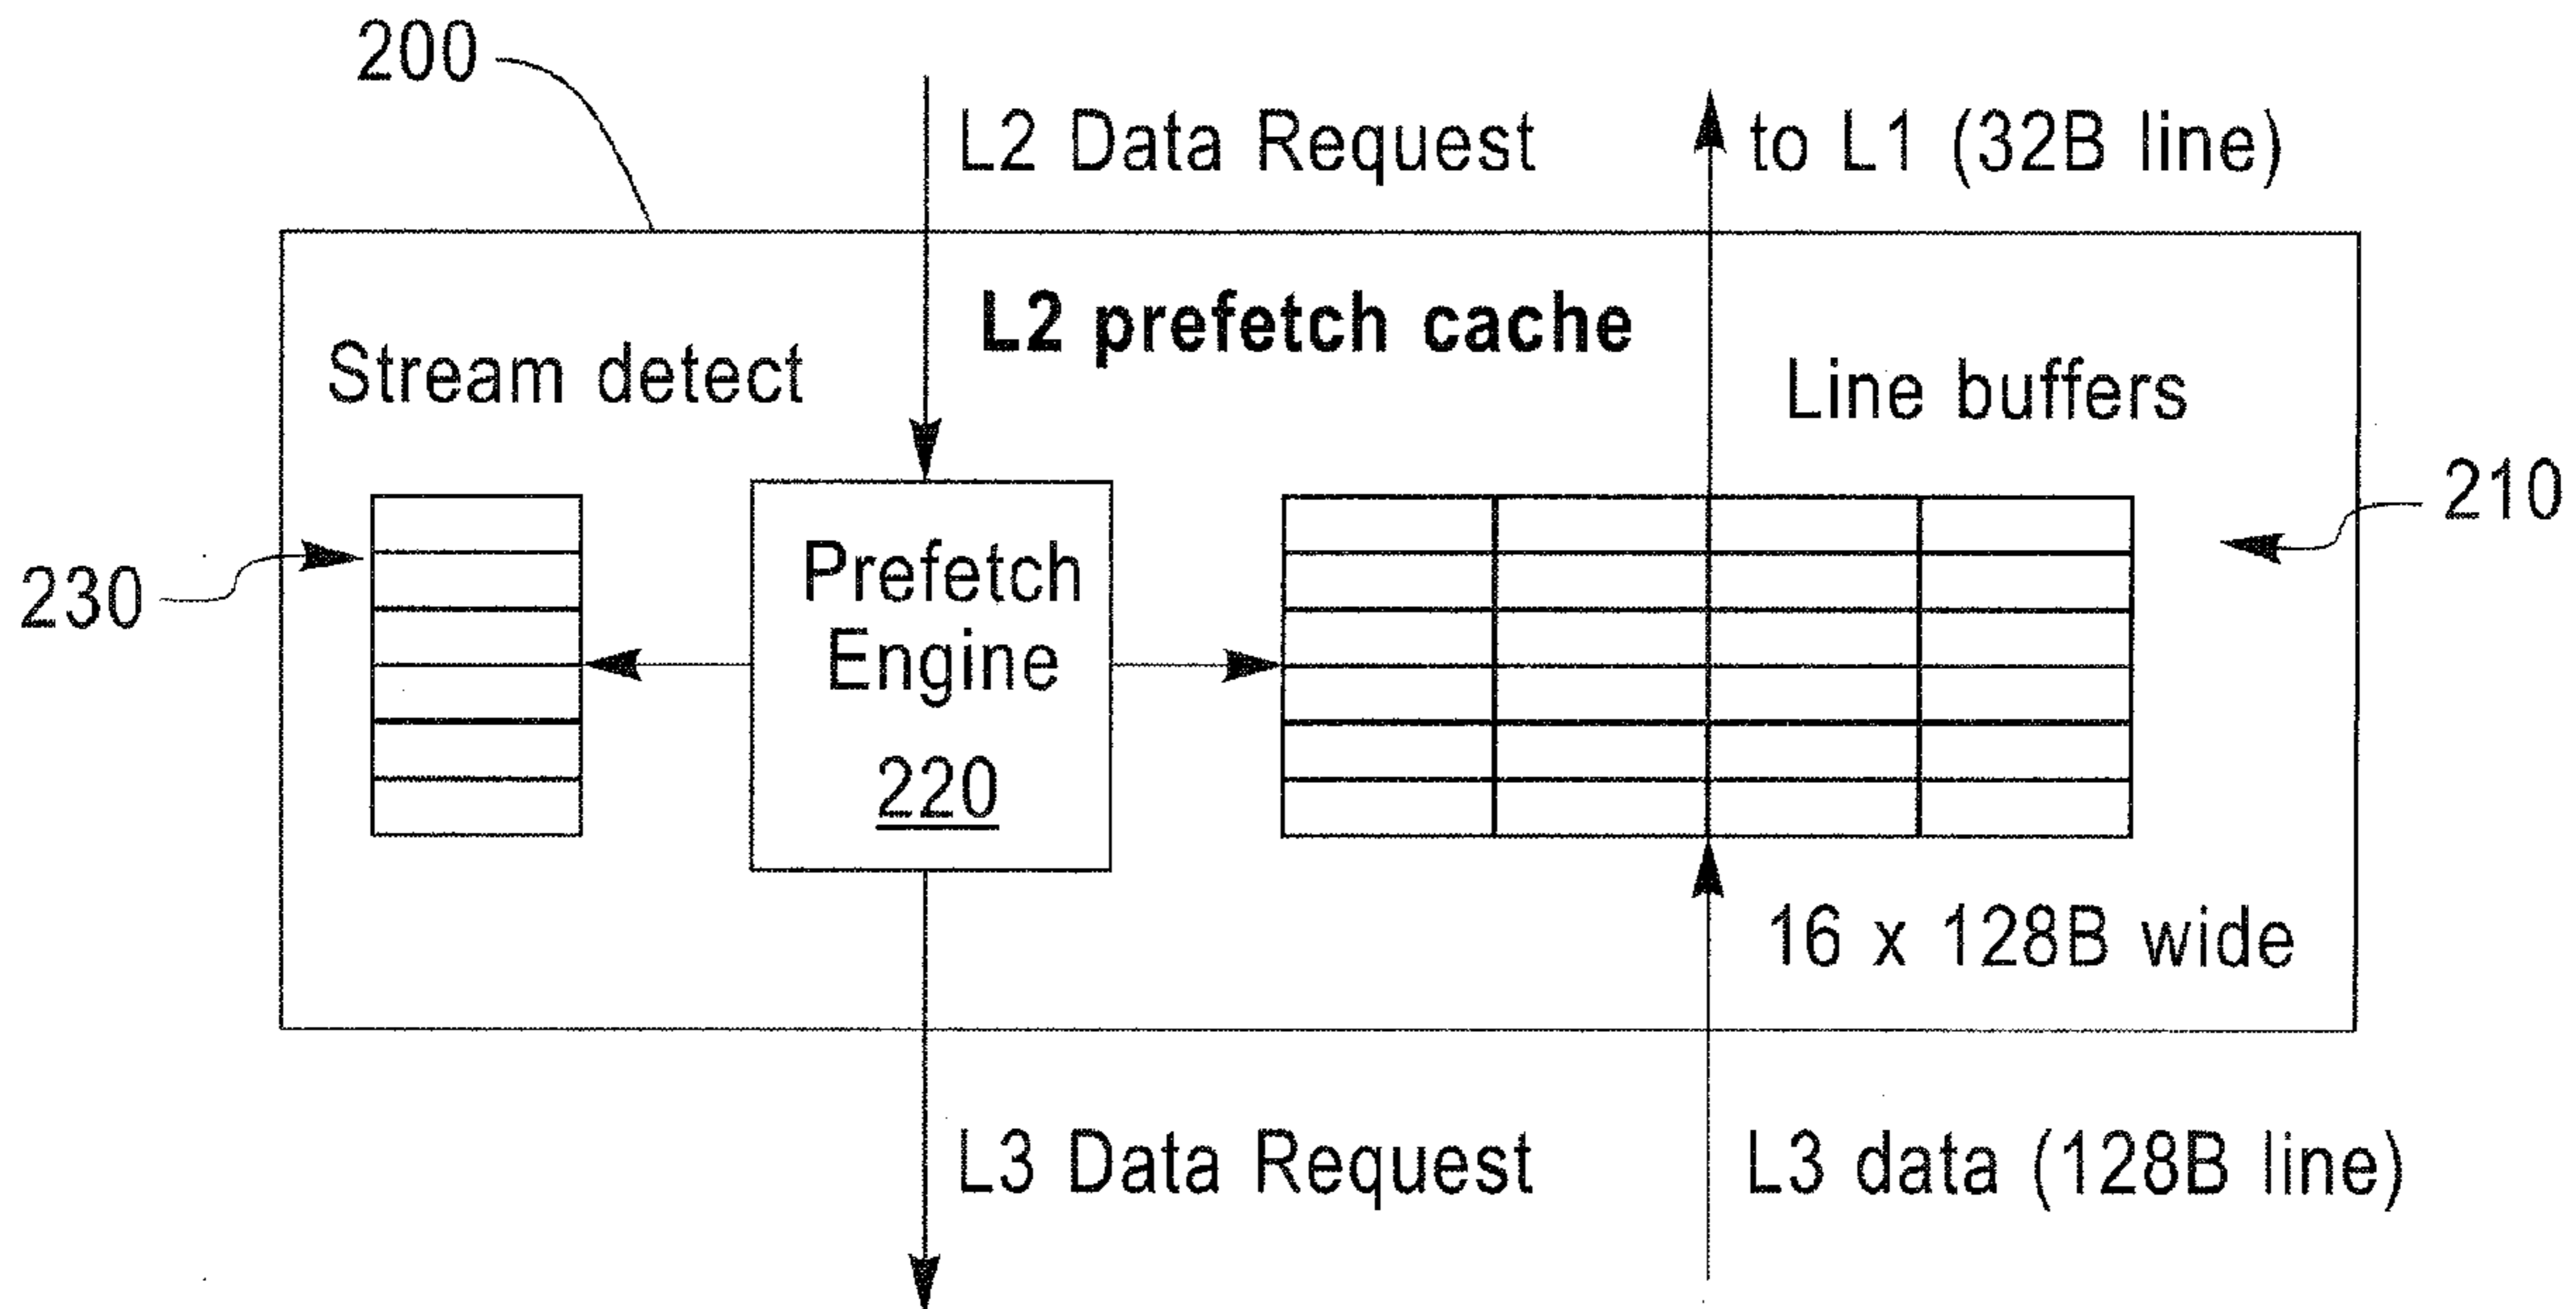 200
L2 Data Request
to L1 (32B line)
L2 prefetch cache
Stream detect
Line buffers
210
230
Prefetch
Engine
220
16 x 128B wide
L3 Data Request
L3 data (128B line)